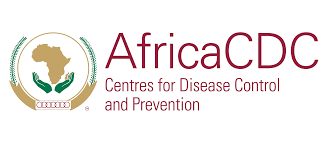 AfricaCDC
Centres for Disease Control
and Prevention
®